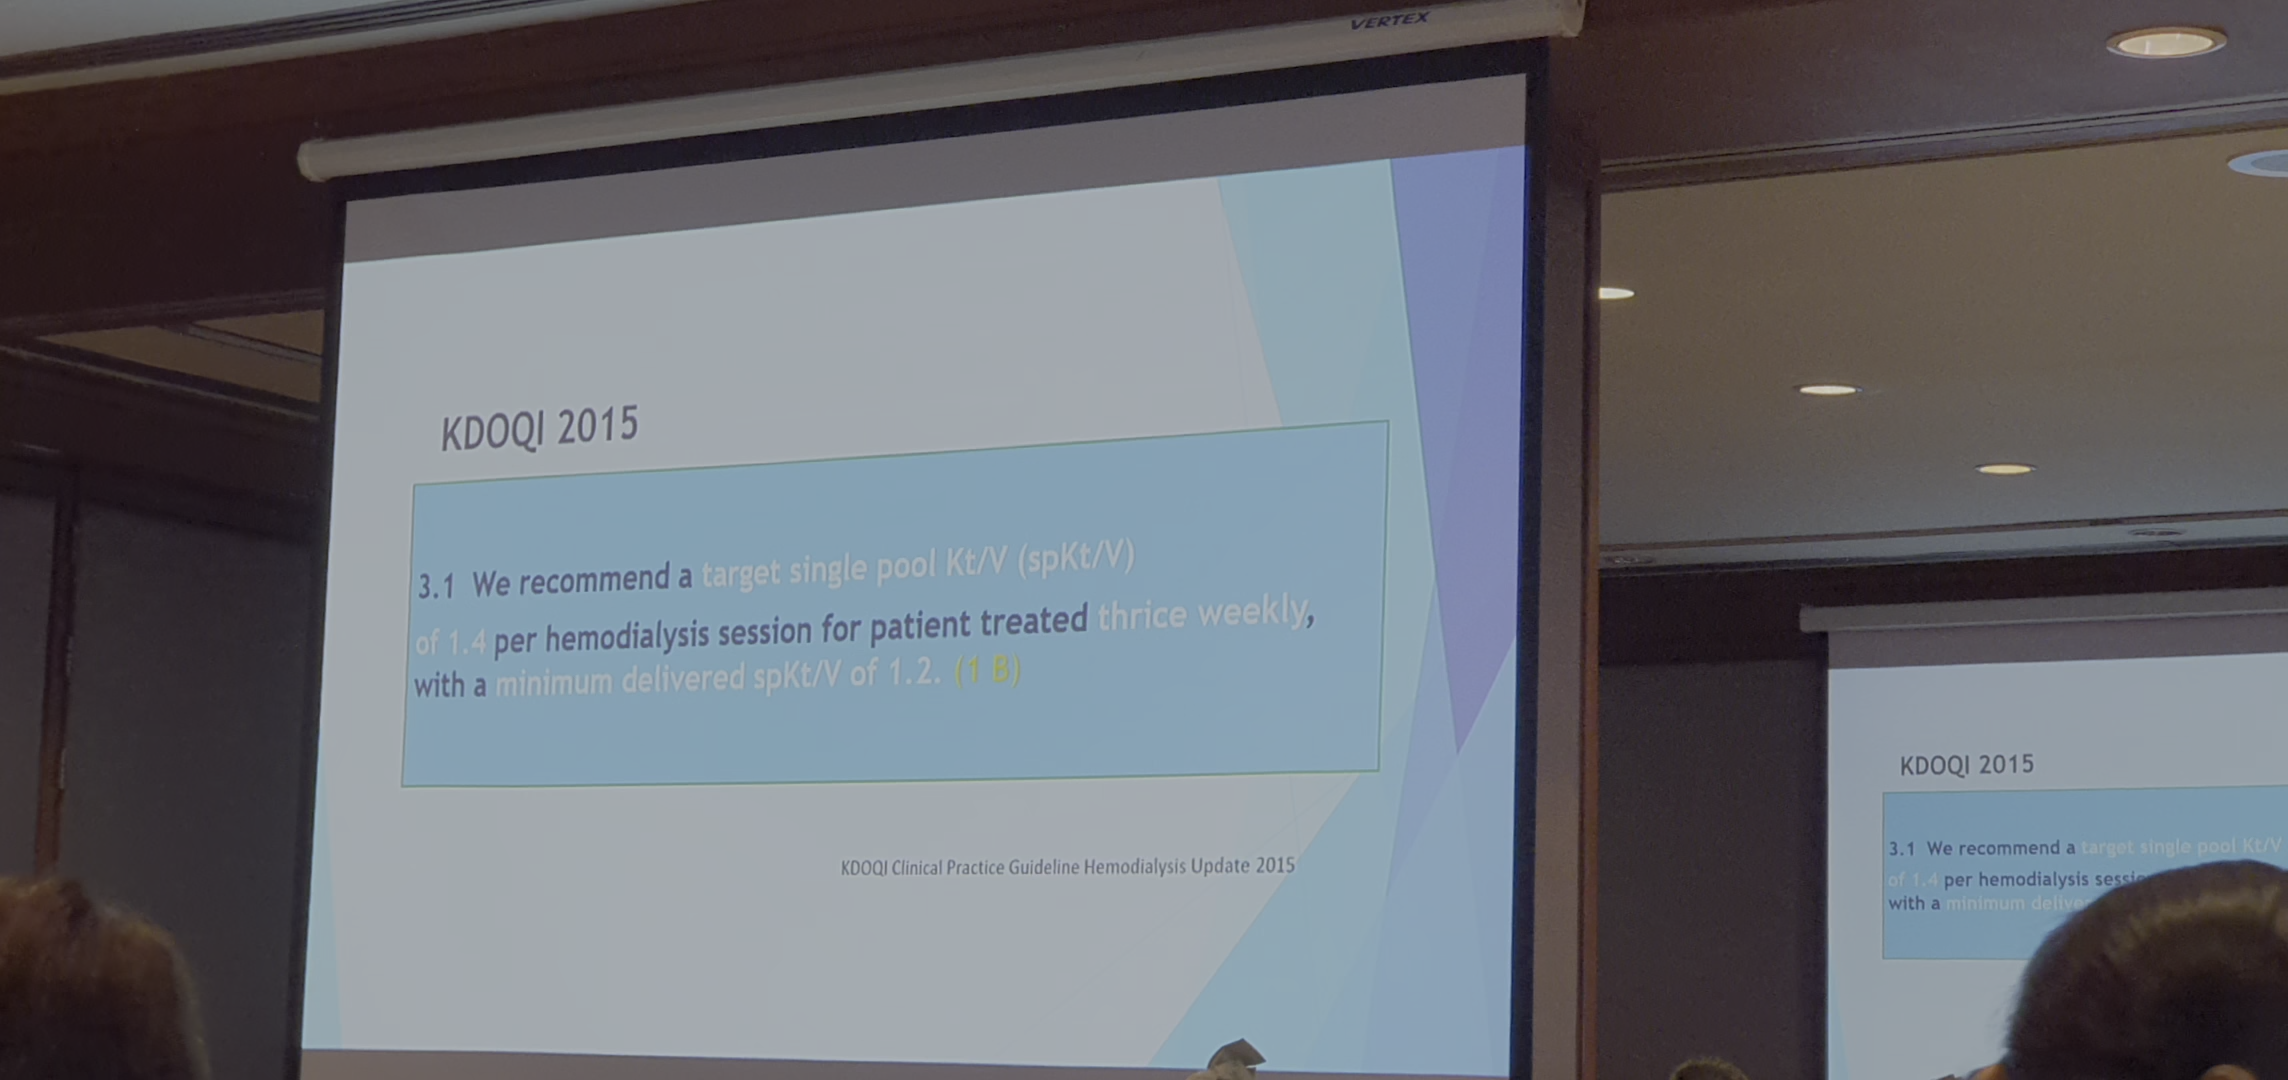 VERTEX
KDOQI 2015
3.1 We recommend a target single pool Kt/V (spKt/V)
of 1.4 per hemodialysis session for patient treated thrice weekly,
with a minimum delivered spKt/V of 1.2. (1 B)
KDOQI Clinical Practice Guideline Hemodialysis Update 2015
KDOQI 2015
3.1 We recommend a target single pool Kt/V
of 1.4 per hemodialysis
with a minimum